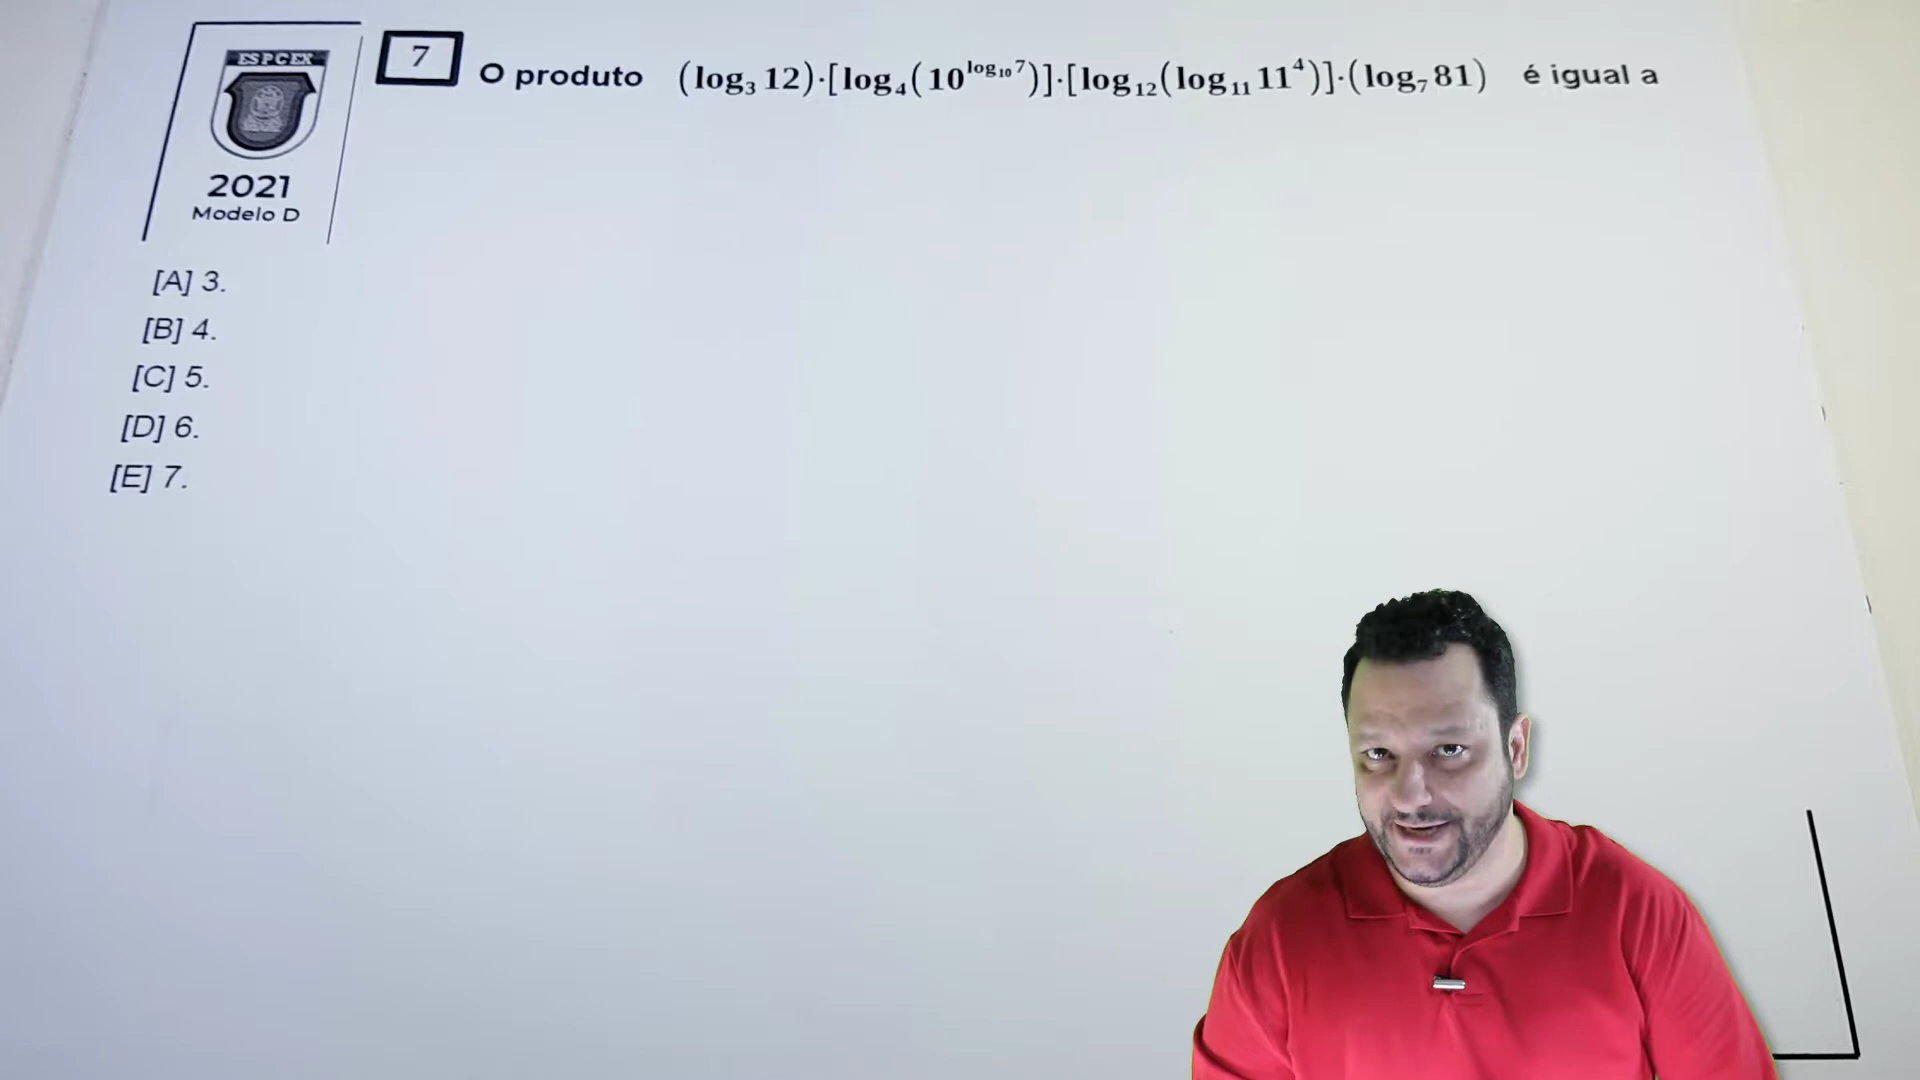 ESPCEX
2021
Modelo D
7
O produto (log₃ 12)·[log₄(10^log₁₀ 7)]·[log₁₂(log₁₁ 11⁴)]·(log₇ 81) é igual a
[A] 3.
[B] 4.
[C] 5.
[D] 6.
[E] 7.